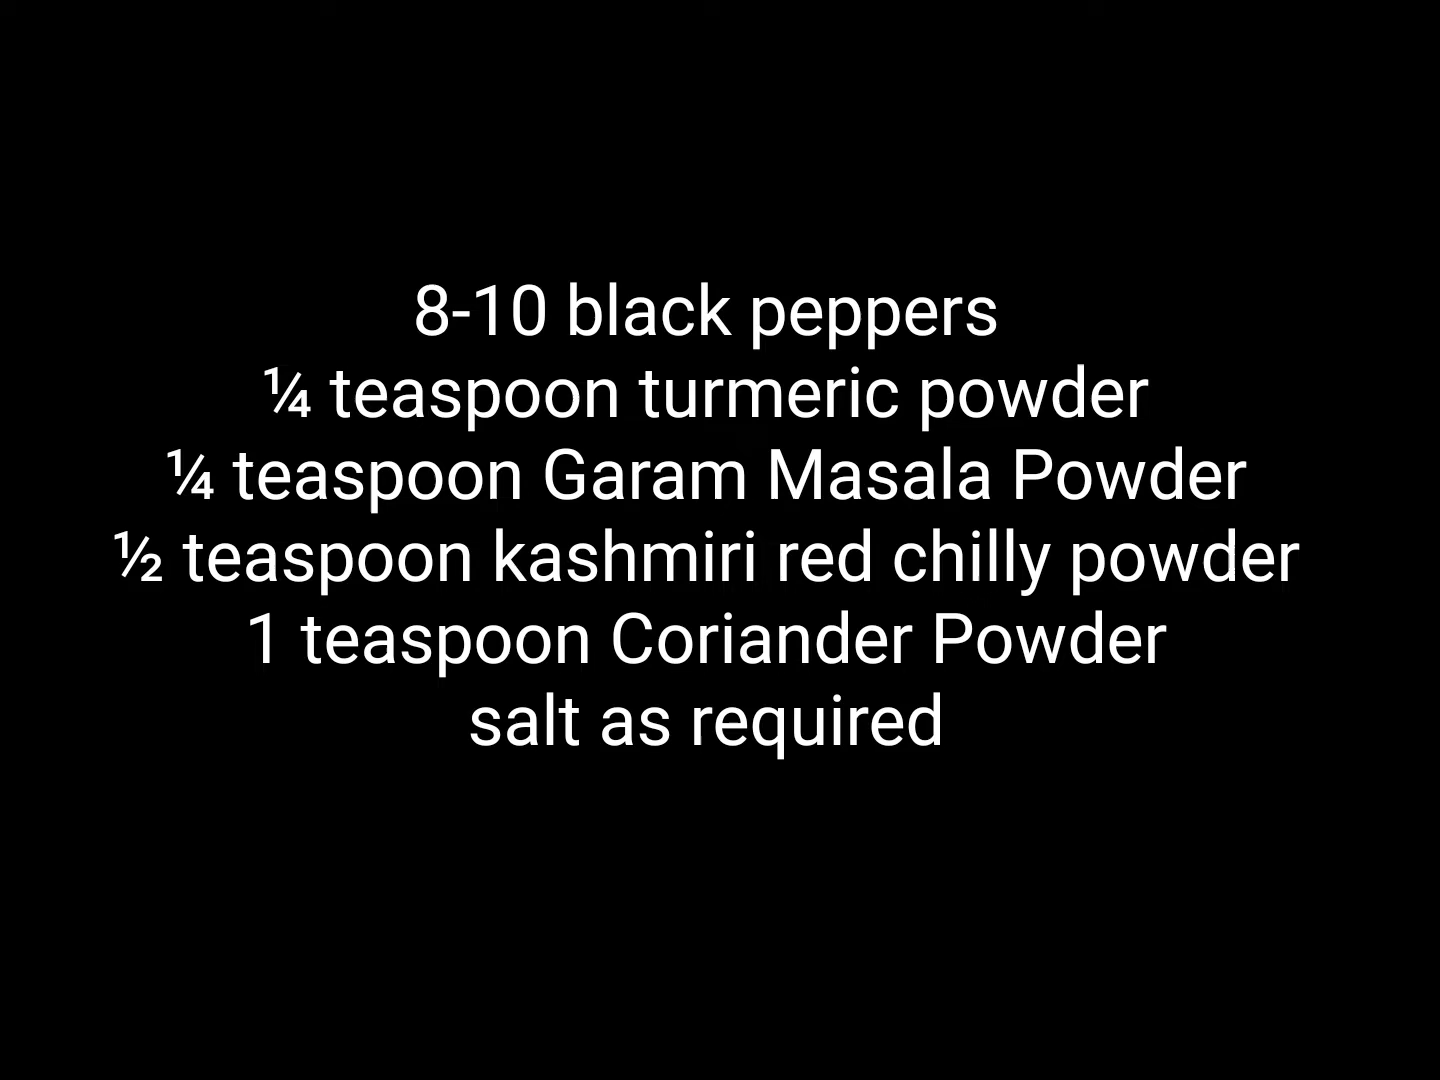 8-10 black peppers
¼ teaspoon turmeric powder
¼ teaspoon Garam Masala Powder
½ teaspoon kashmiri red chilly powder
1 teaspoon Coriander Powder
salt as required